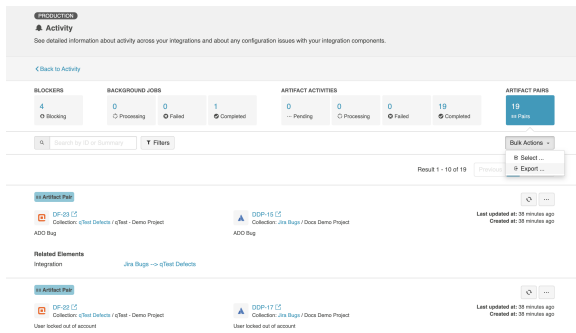 PRODUCTION
Activity
See detailed information about activity across your integrations and about any configuration issues with your integration components.
Back to Activity
BLOCKERS
BACKGROUND JOBS
ARTIFACT ACTIVITIES
ARTIFACT PAIRS
4 0 0 1 0 0 0 19 19
Blocking Processing Failed Completed Pending Processing Failed Completed Pairs
Search by ID or Summary
Filters
Bulk Actions
Select ...
Export ...
Result 1 - 10 of 19
Previous
Artifact Pair
DF-23
Collection: qTest Defects / qTest - Demo Project
ADO Bug
DDP-15
Collection: Jira Bugs / Docs Demo Project
ADO Bug
Last updated at: 38 minutes ago
Created at: 38 minutes ago
Related Elements
Integration Jira Bugs --> qTest Defects
Artifact Pair
DF-22
Collection: qTest Defects / qTest - Demo Project
User locked out of account
DDP-17
Collection: Jira Bugs / Docs Demo Project
User locked out of account
Last updated at: 38 minutes ago
Created at: 38 minutes ago